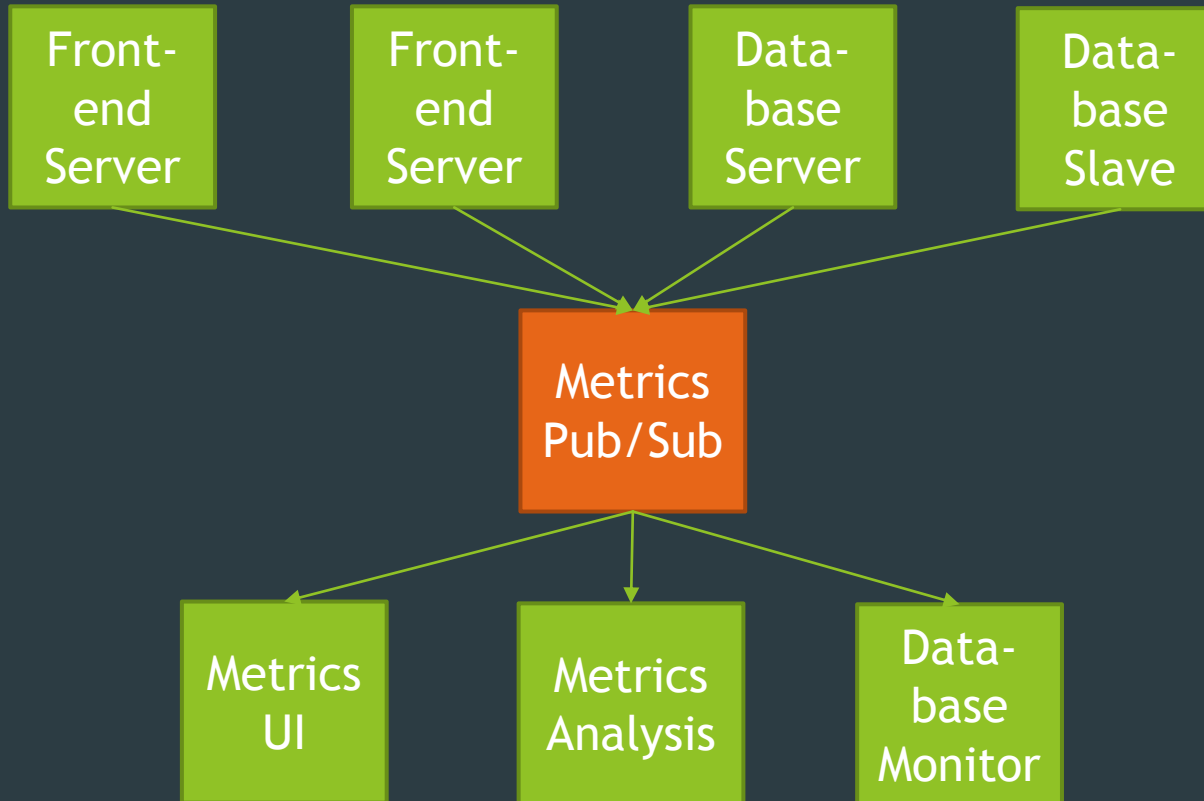 Front-
end
Server
Front-
end
Server
Data-
base
Server
Data-
base
Slave
Metrics
Pub/Sub
Metrics
UI
Metrics
Analysis
Data-
base
Monitor